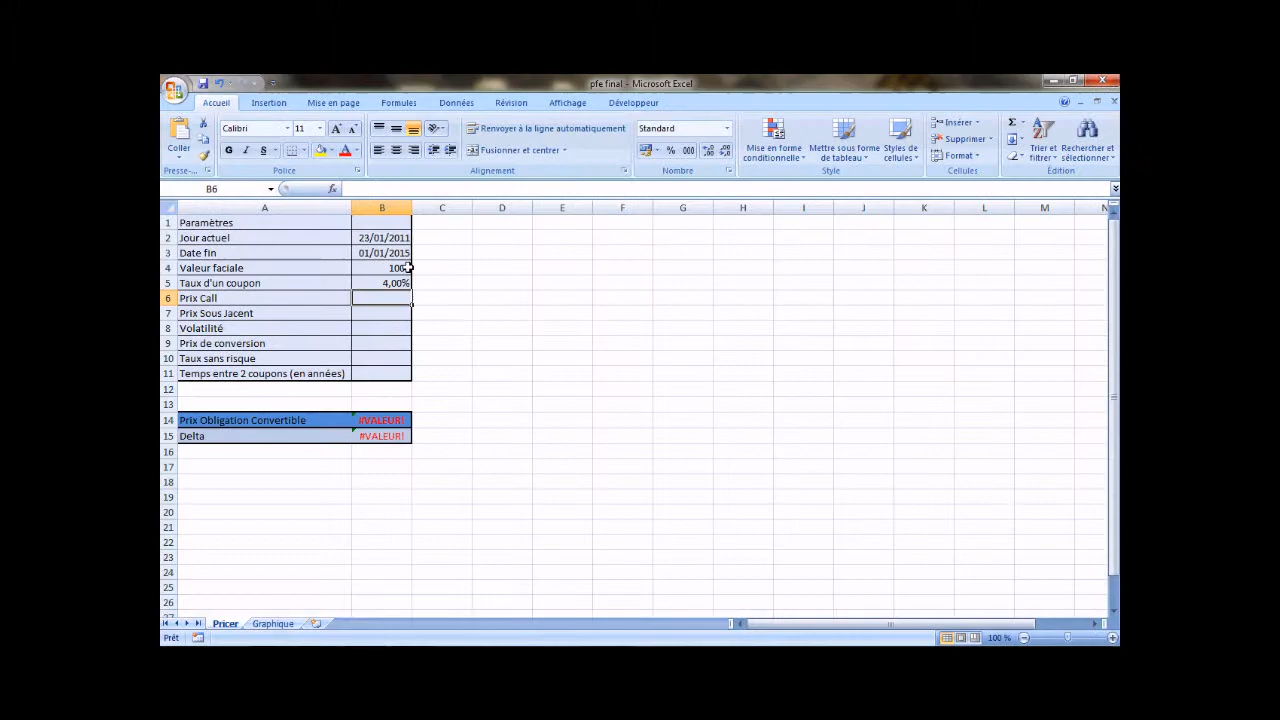 pfe final - Microsoft Excel
Accueil Insertion Mise en page Formules Données Révision Affichage Développeur
Coller
Calibri 11
G I S
Renvoyer à la ligne automatiquement
Fusionner et centrer
Standard
% 000
Mise en forme conditionnelle
Mettre sous forme de tableau
Styles de cellules
Insérer
Supprimer
Format
Trier et filtrer
Rechercher et sélectionner
Presse-... Police Alignement Nombre Style Cellules Édition
B6 fx
A B C D E F G H I J K L M N
1 Paramètres
2 Jour actuel 23/01/2011
3 Date fin 01/01/2015
4 Valeur faciale 100
5 Taux d'un coupon 4,00%
6 Prix Call
7 Prix Sous Jacent
8 Volatilité
9 Prix de conversion
10 Taux sans risque
11 Temps entre 2 coupons (en années)
12
13
14 Prix Obligation Convertible #VALEUR!
15 Delta #VALEUR!
16
17
18
19
20
21
22
23
24
25
26
Pricer Graphique
Prêt 100 %